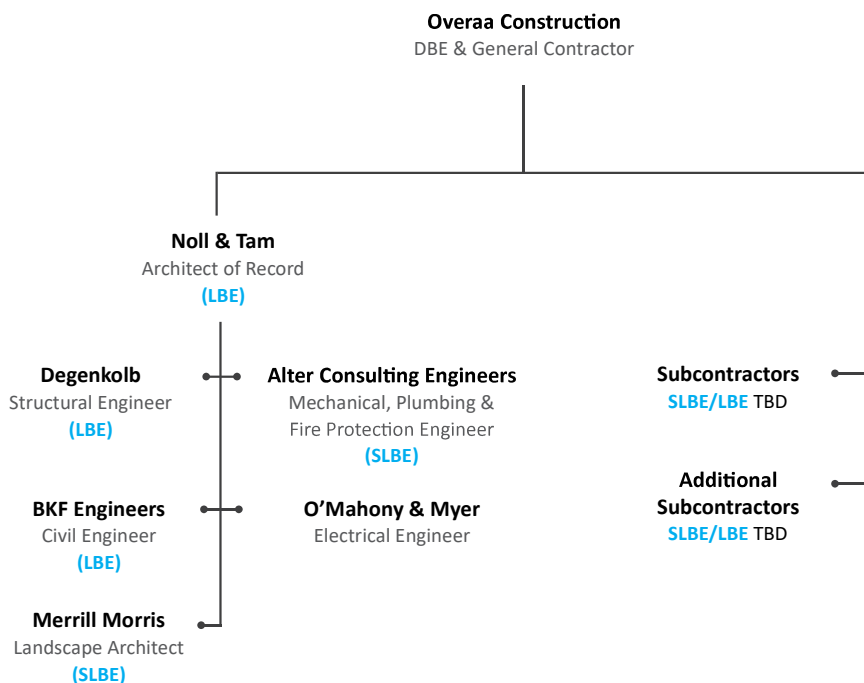 Overaa Construction
DBE & General Contractor
Noll & Tam
Architect of Record
(LBE)
Degenkolb
Structural Engineer
(LBE)
Alter Consulting Engineers
Mechanical, Plumbing &
Fire Protection Engineer
(SLBE)
Subcontractors
SLBE/LBE TBD
BKF Engineers
Civil Engineer
(LBE)
O’Mahony & Myer
Electrical Engineer
Additional
Subcontractors
SLBE/LBE TBD
Merrill Morris
Landscape Architect
(SLBE)